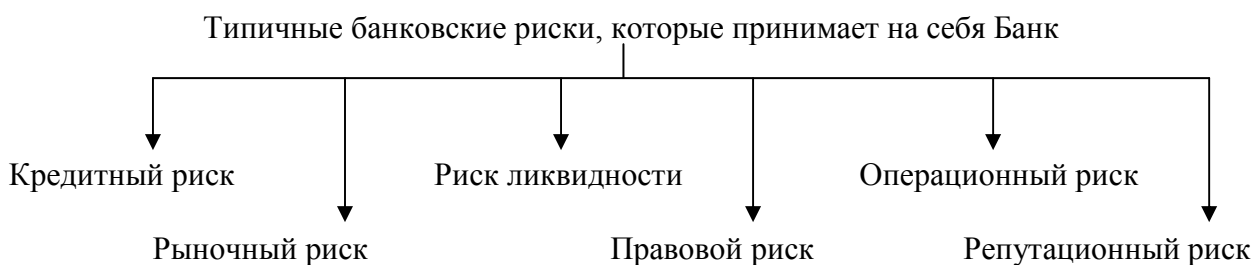 Типичные банковские риски, которые принимает на себя Банк
Кредитный риск Риск ликвидности Операционный риск
Рыночный риск Правовой риск Репутационный риск